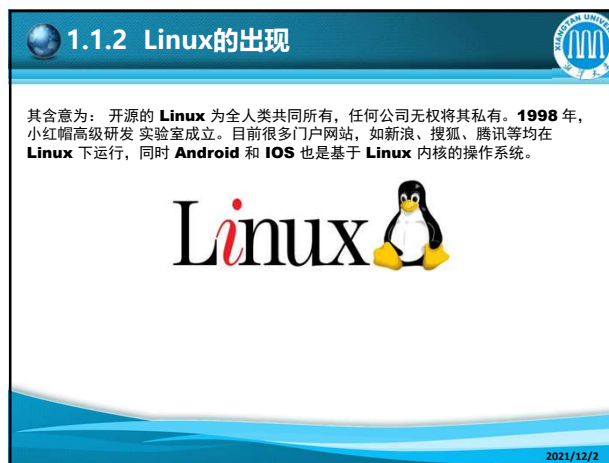 1.1.2 Linux的出现
XIANGTAN UNIVER
其含意为： 开源的 Linux 为全人类共同所有，任何公司无权将其私有。1998 年，
小红帽高级研发 实验室成立。目前很多门户网站，如新浪、搜狐、腾讯等均在
Linux 下运行，同时 Android 和 IOS 也是基于 Linux 内核的操作系统。
Linux
2021/12/2